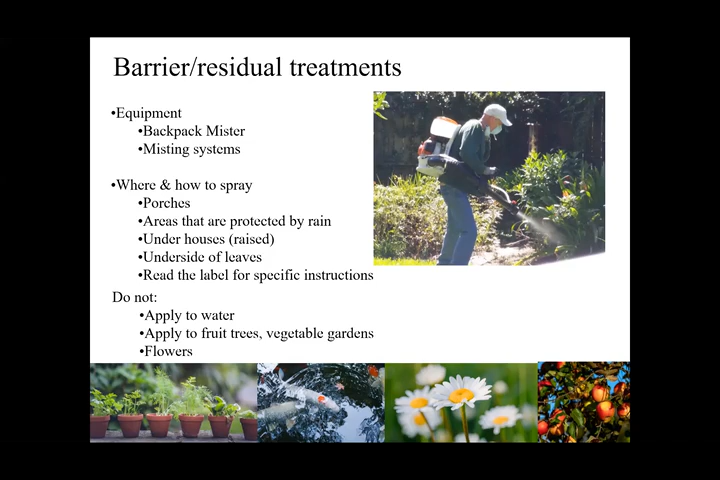 Barrier/residual treatments
•Equipment
•Backpack Mister
•Misting systems
•Where & how to spray
•Porches
•Areas that are protected by rain
•Under houses (raised)
•Underside of leaves
•Read the label for specific instructions
Do not:
•Apply to water
•Apply to fruit trees, vegetable gardens
•Flowers